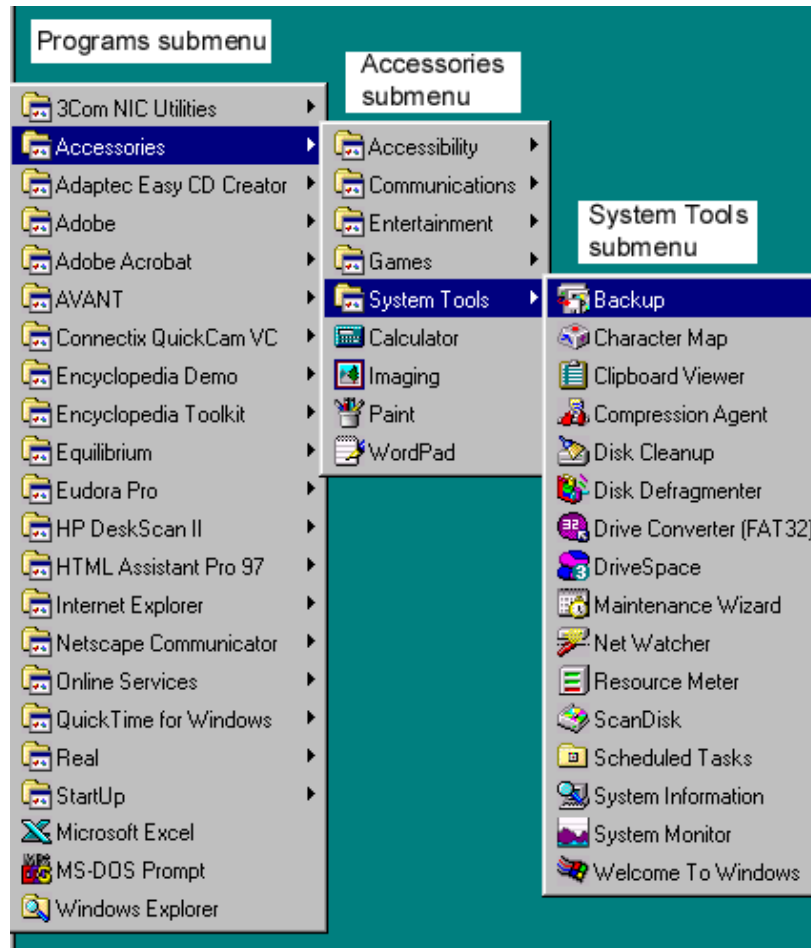 Programs submenu
3Com NIC Utilities
Accessories
Adaptec Easy CD Creator
Adobe
Adobe Acrobat
AVANT
Connectix QuickCam VC
Encyclopedia Demo
Encyclopedia Toolkit
Equilibrium
Eudora Pro
HP DeskScan II
HTML Assistant Pro 97
Internet Explorer
Netscape Communicator
Online Services
QuickTime for Windows
Real
StartUp
Microsoft Excel
MS-DOS Prompt
Windows Explorer
Accessories
submenu
Accessibility
Communications
Entertainment
Games
System Tools
Calculator
Imaging
Paint
WordPad
System Tools
submenu
Backup
Character Map
Clipboard Viewer
Compression Agent
Disk Cleanup
Disk Defragmenter
Drive Converter (FAT32)
DriveSpace
Maintenance Wizard
Net Watcher
Resource Meter
ScanDisk
Scheduled Tasks
System Information
System Monitor
Welcome To Windows